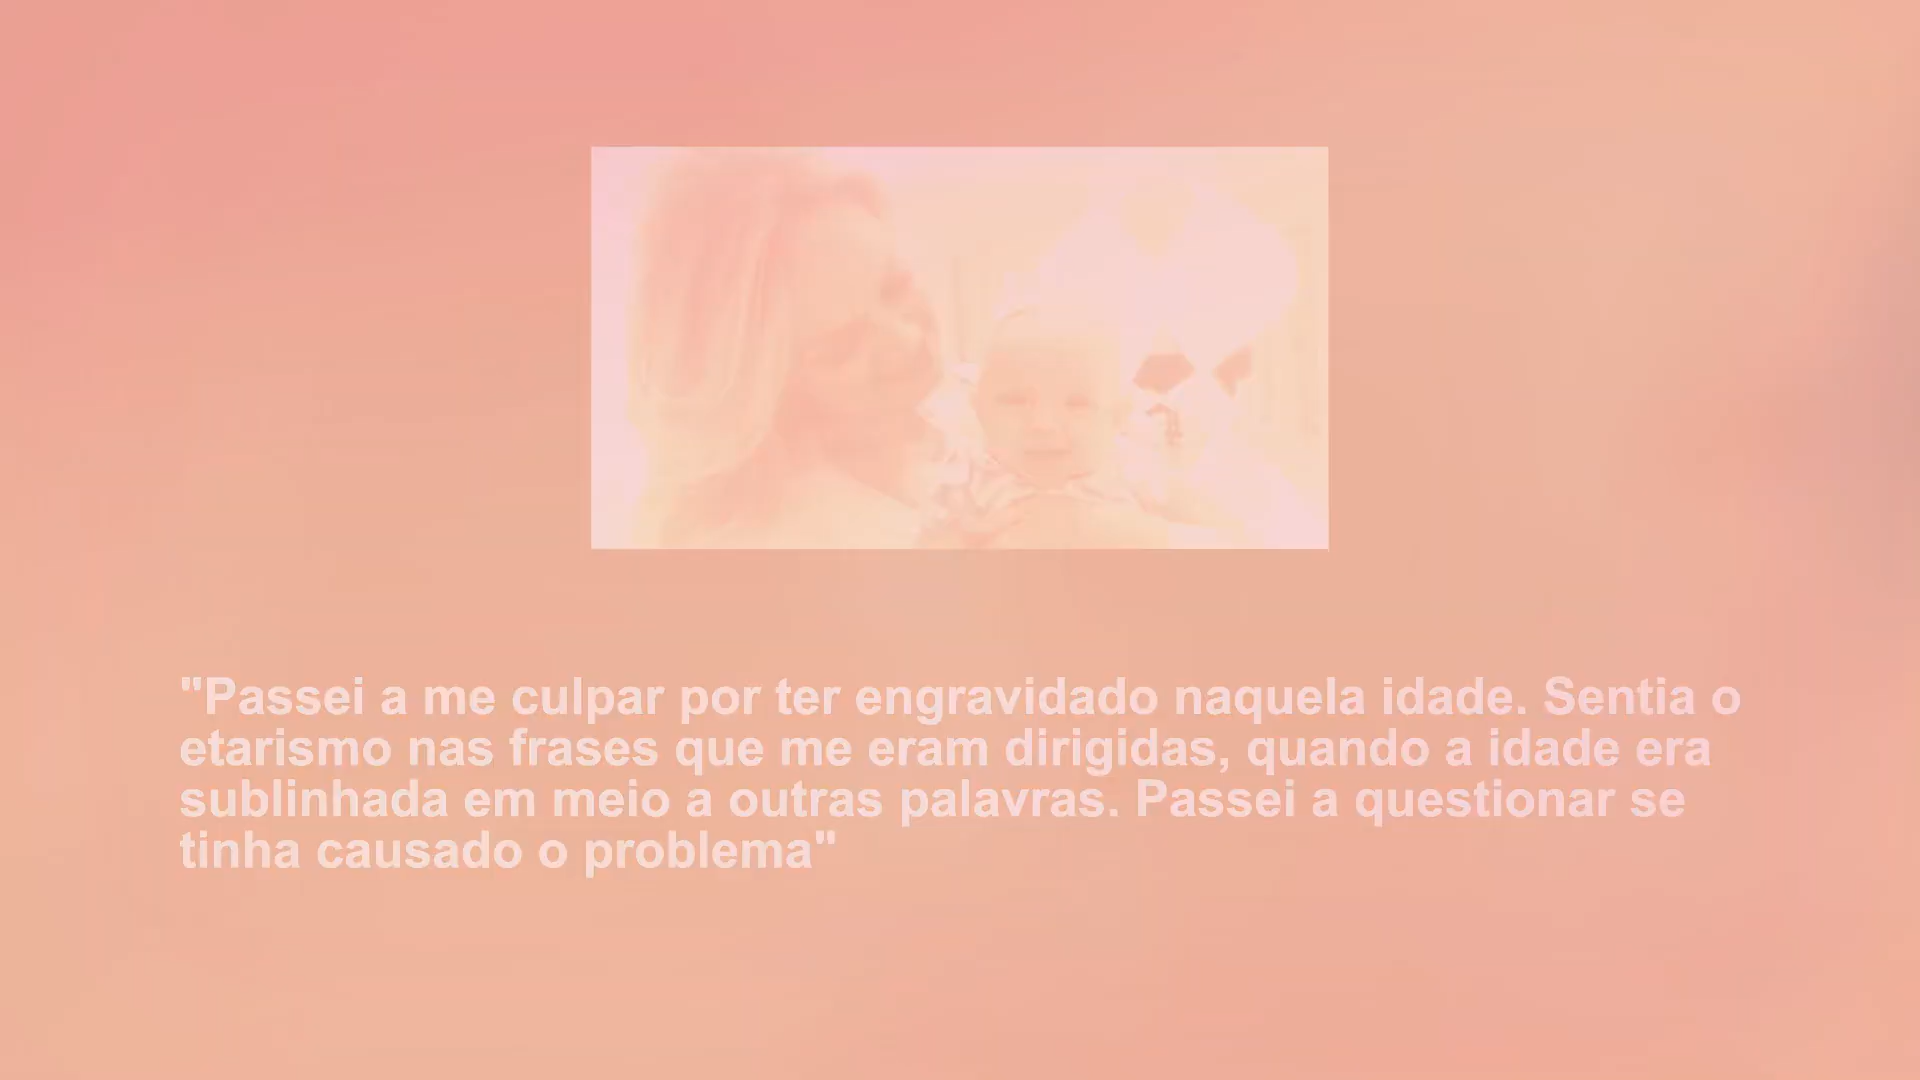 "Passei a me culpar por ter engravidado naquela idade. Sentia o
etarismo nas frases que me eram dirigidas, quando a idade era
sublinhada em meio a outras palavras. Passei a questionar se
tinha causado o problema"